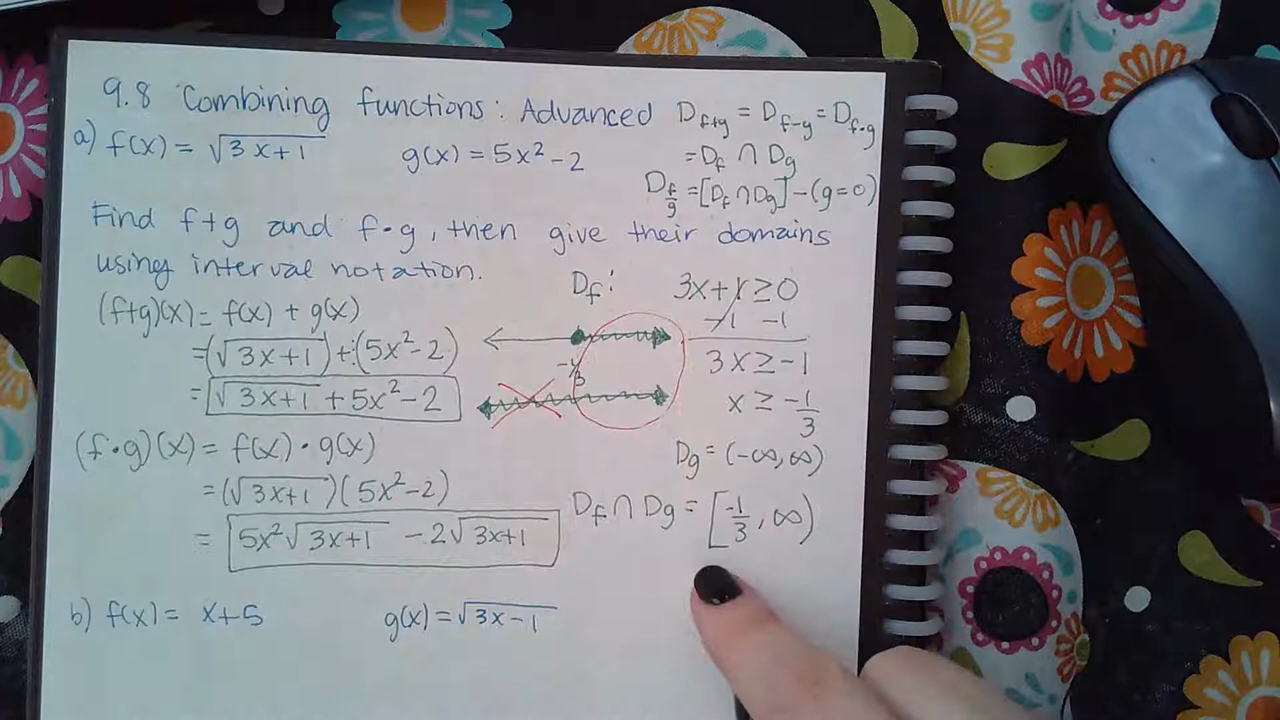 9.8 Combining functions: Advanced
D_{f+g} = D_{f-g} = D_{f·g}
= D_f ∩ D_g
D_{f/g} = [D_f ∩ D_g] - (g=0)
a) f(x) = √(3x+1)   g(x) = 5x² - 2
Find f+g and f·g, then give their domains
using interval notation.
(f+g)(x) = f(x) + g(x)
= (√(3x+1)) + (5x² - 2)
= √(3x+1) + 5x² - 2
(f·g)(x) = f(x) · g(x)
= (√(3x+1))(5x² - 2)
= 5x²√(3x+1) - 2√(3x+1)
D_f:   3x+1 ≥ 0
-1 -1
3x ≥ -1
x ≥ -1/3
-1/3
D_g = (-∞, ∞)
D_f ∩ D_g = [-1/3, ∞)
b) f(x) = x+5   g(x) = √(3x-1)